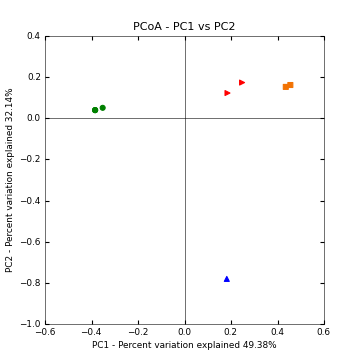 PCoA - PC1 vs PC2
0.4
0.2
0.0
−0.2
−0.4
−0.6
−0.8
−1.0
PC2 - Percent variation explained 32.14%
−0.6 −0.4 −0.2 0.0 0.2 0.4 0.6
PC1 - Percent variation explained 49.38%